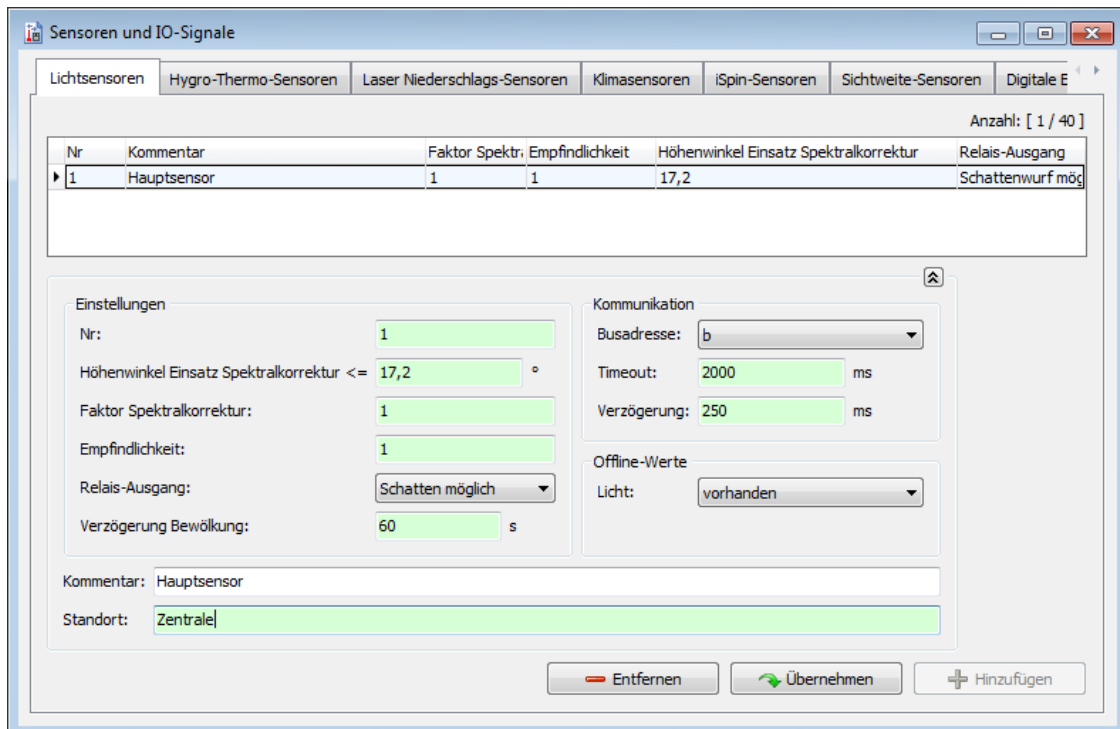 Sensoren und IO-Signale
Lichtsensoren Hygro-Thermo-Sensoren Laser Niederschlags-Sensoren Klimasensoren iSpin-Sensoren Sichtweite-Sensoren Digitale E
Anzahl: [ 1 / 40 ]
Nr Kommentar Faktor Spektra Empfindlichkeit Höhenwinkel Einsatz Spektralkorrektur Relais-Ausgang
1 Hauptsensor 1 1 17,2 Schattenwurf mög
Einstellungen
Nr: 1
Höhenwinkel Einsatz Spektralkorrektur <= 17,2 °
Faktor Spektralkorrektur: 1
Empfindlichkeit: 1
Relais-Ausgang: Schatten möglich
Verzögerung Bewölkung: 60 s
Kommunikation
Busadresse: b
Timeout: 2000 ms
Verzögerung: 250 ms
Offline-Werte
Licht: vorhanden
Kommentar: Hauptsensor
Standort: Zentrale
Entfernen Übernehmen Hinzufügen